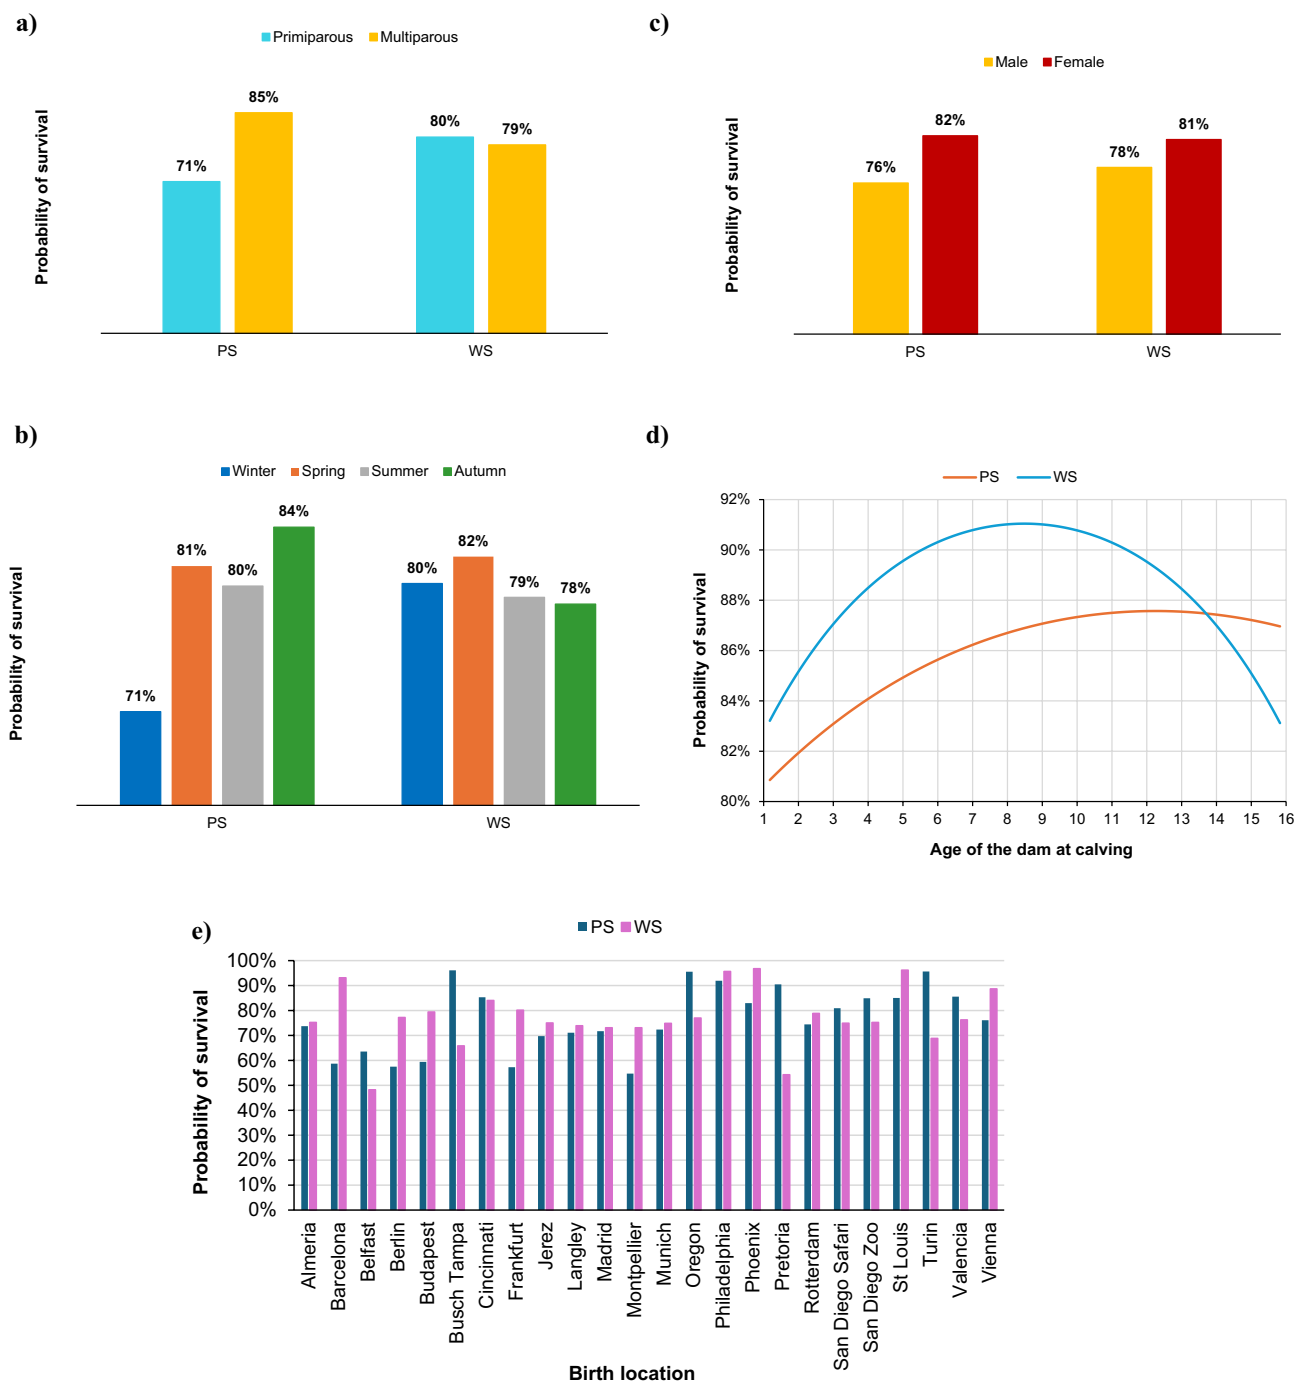 a)
Primiparous Multiparous
Probability of survival
71%
85%
80%
79%
PS
WS
c)
Male Female
Probability of survival
76%
82%
78%
81%
PS
WS
b)
Winter Spring Summer Autumn
Probability of survival
71%
81%
80%
84%
80%
82%
79%
78%
PS
WS
d)
PS WS
Probability of survival
92%
90%
88%
86%
84%
82%
80%
1 2 3 4 5 6 7 8 9 10 11 12 13 14 15 16
Age of the dam at calving
e)
PS WS
Probability of survival
100%
90%
80%
70%
60%
50%
40%
30%
20%
10%
0%
Almeria
Barcelona
Belfast
Berlin
Budapest
Busch Tampa
Cincinnati
Frankfurt
Jerez
Langley
Madrid
Montpellier
Munich
Oregon
Philadelphia
Phoenix
Pretoria
Rotterdam
San Diego Safari
San Diego Zoo
St Louis
Turin
Valencia
Vienna
Birth location